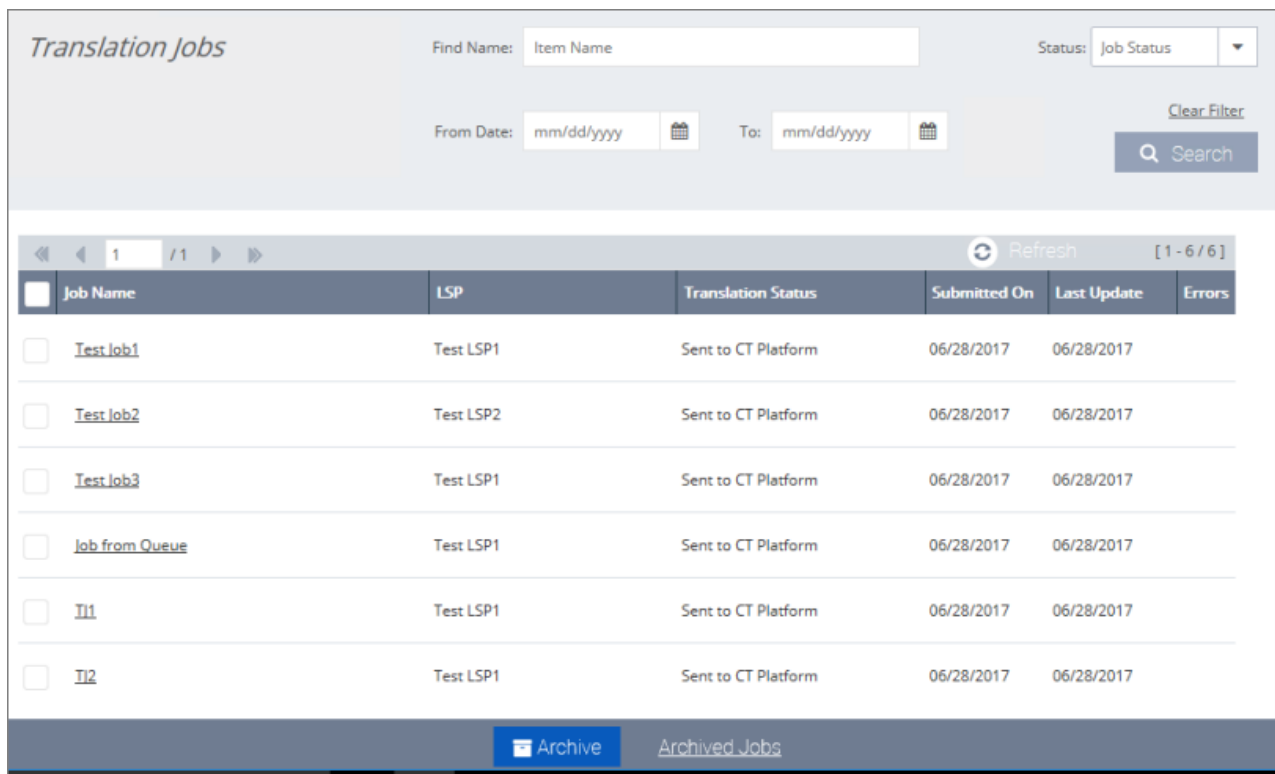 Translation Jobs
Find Name: Item Name Status: Job Status
Clear Filter
From Date: mm/dd/yyyy To: mm/dd/yyyy
Search
1 / 1 Refresh [ 1 - 6 / 6 ]
Job Name LSP Translation Status Submitted On Last Update Errors
Test Job1 Test LSP1 Sent to CT Platform 06/28/2017 06/28/2017
Test Job2 Test LSP2 Sent to CT Platform 06/28/2017 06/28/2017
Test Job3 Test LSP1 Sent to CT Platform 06/28/2017 06/28/2017
Job from Queue Test LSP1 Sent to CT Platform 06/28/2017 06/28/2017
TJ1 Test LSP1 Sent to CT Platform 06/28/2017 06/28/2017
TJ2 Test LSP1 Sent to CT Platform 06/28/2017 06/28/2017
Archive Archived Jobs